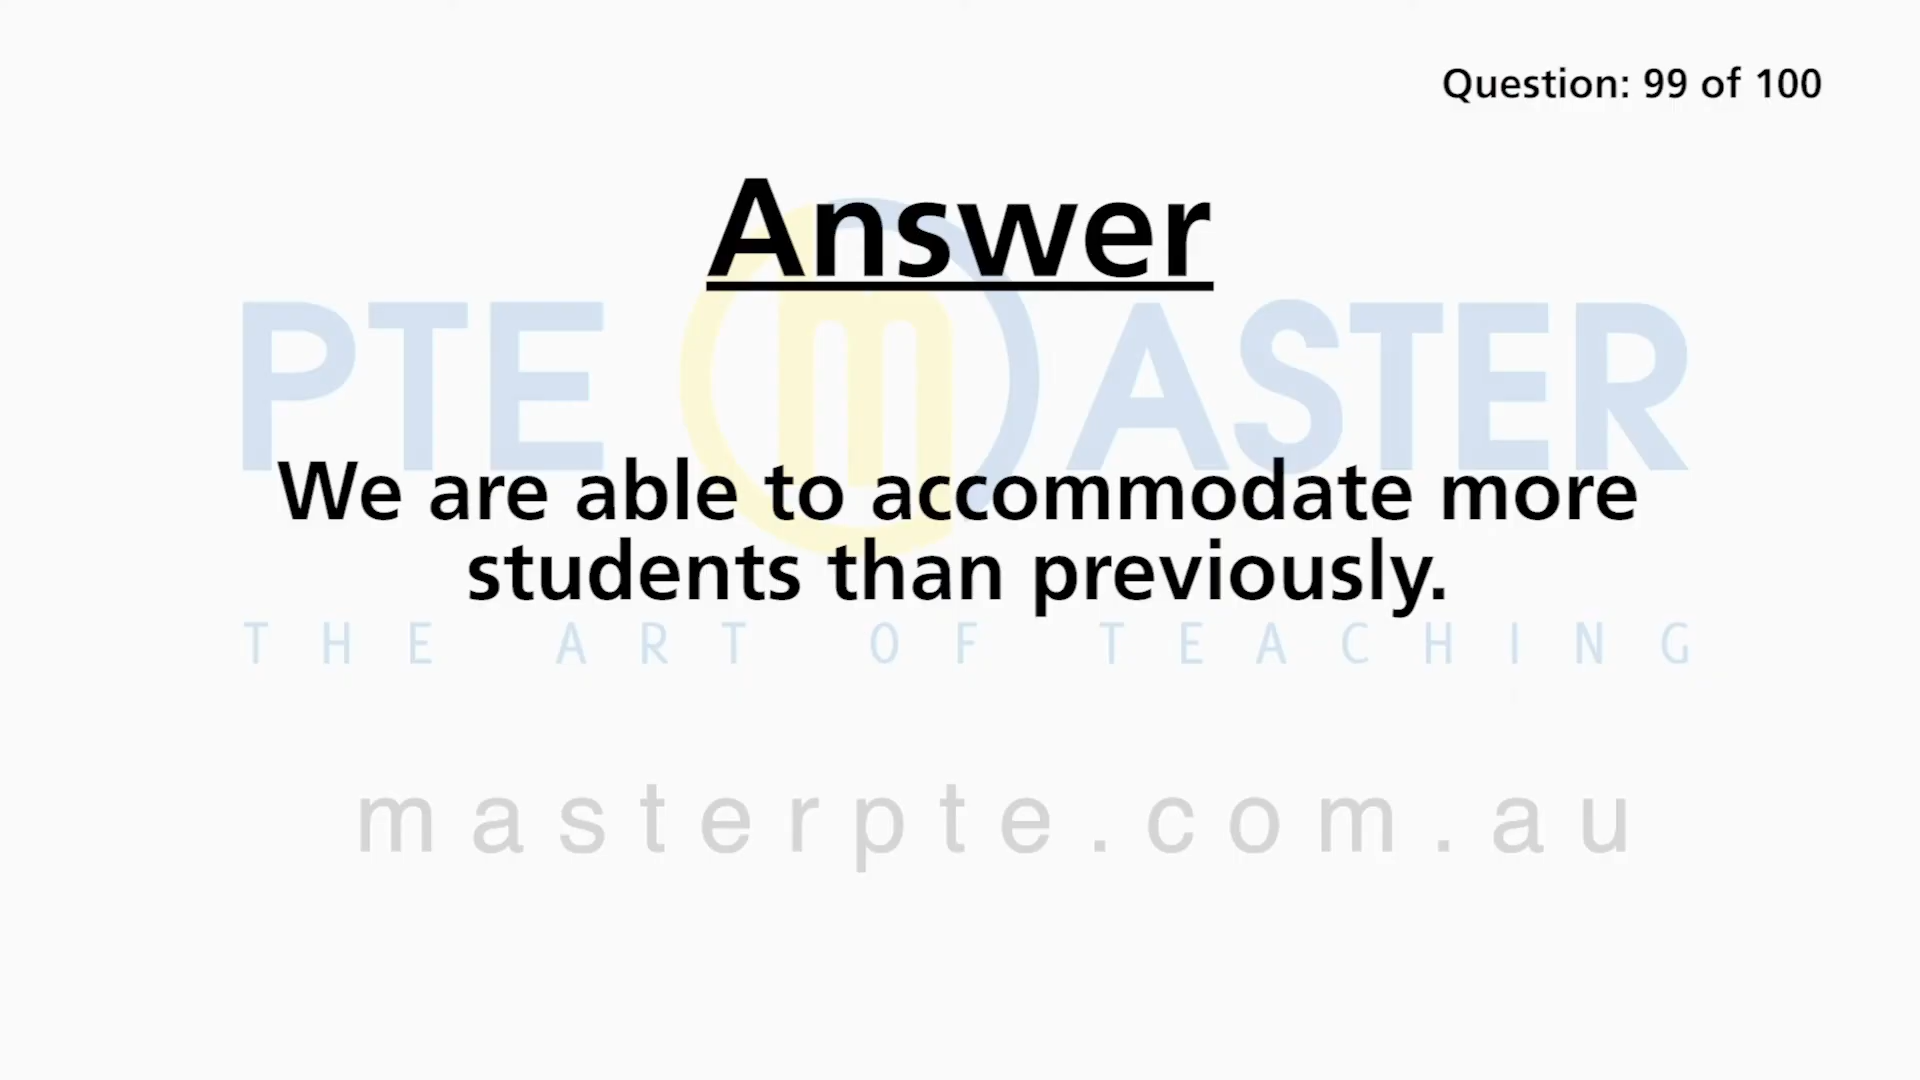 Question: 99 of 100
Answer
PTE MASTER
We are able to accommodate more
students than previously.
THE ART OF TEACHING
masterpte.com.au